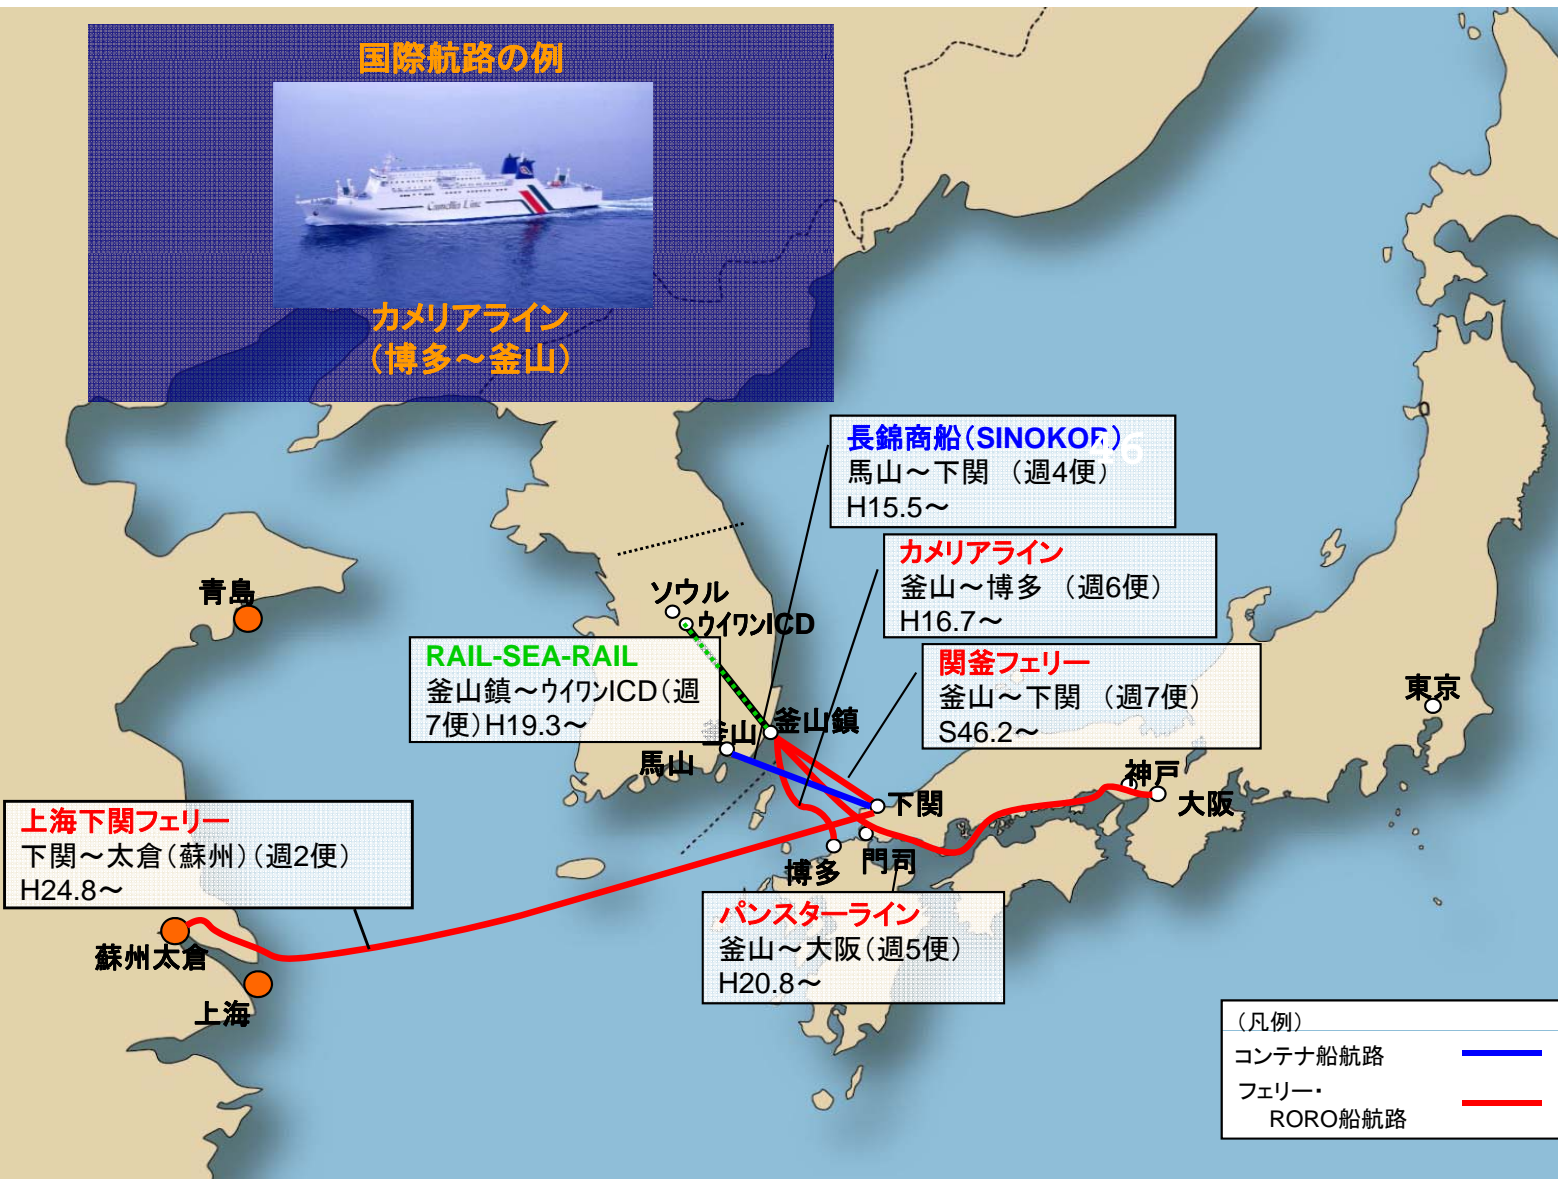 国際航路の例
Camellia Line
カメリアライン
（博多～釜山）
長錦商船（SINOKOR）
46
馬山～下関　（週4便）
H15.5～
カメリアライン
釜山～博多　（週6便）
H16.7～
関釜フェリー
釜山～下関　（週7便）
S46.2～
青島
ソウル
ウイワンICD
RAIL-SEA-RAIL
釜山鎮～ウイワンICD（週
7便）H19.3～
釜山鎮
釜山
馬山
東京
神戸
大阪
下関
門司
博多
上海下関フェリー
下関～太倉（蘇州）（週2便）
H24.8～
蘇州太倉
上海
パンスターライン
釜山～大阪（週5便）
H20.8～
（凡例）
コンテナ船航路
フェリー・
RORO船航路